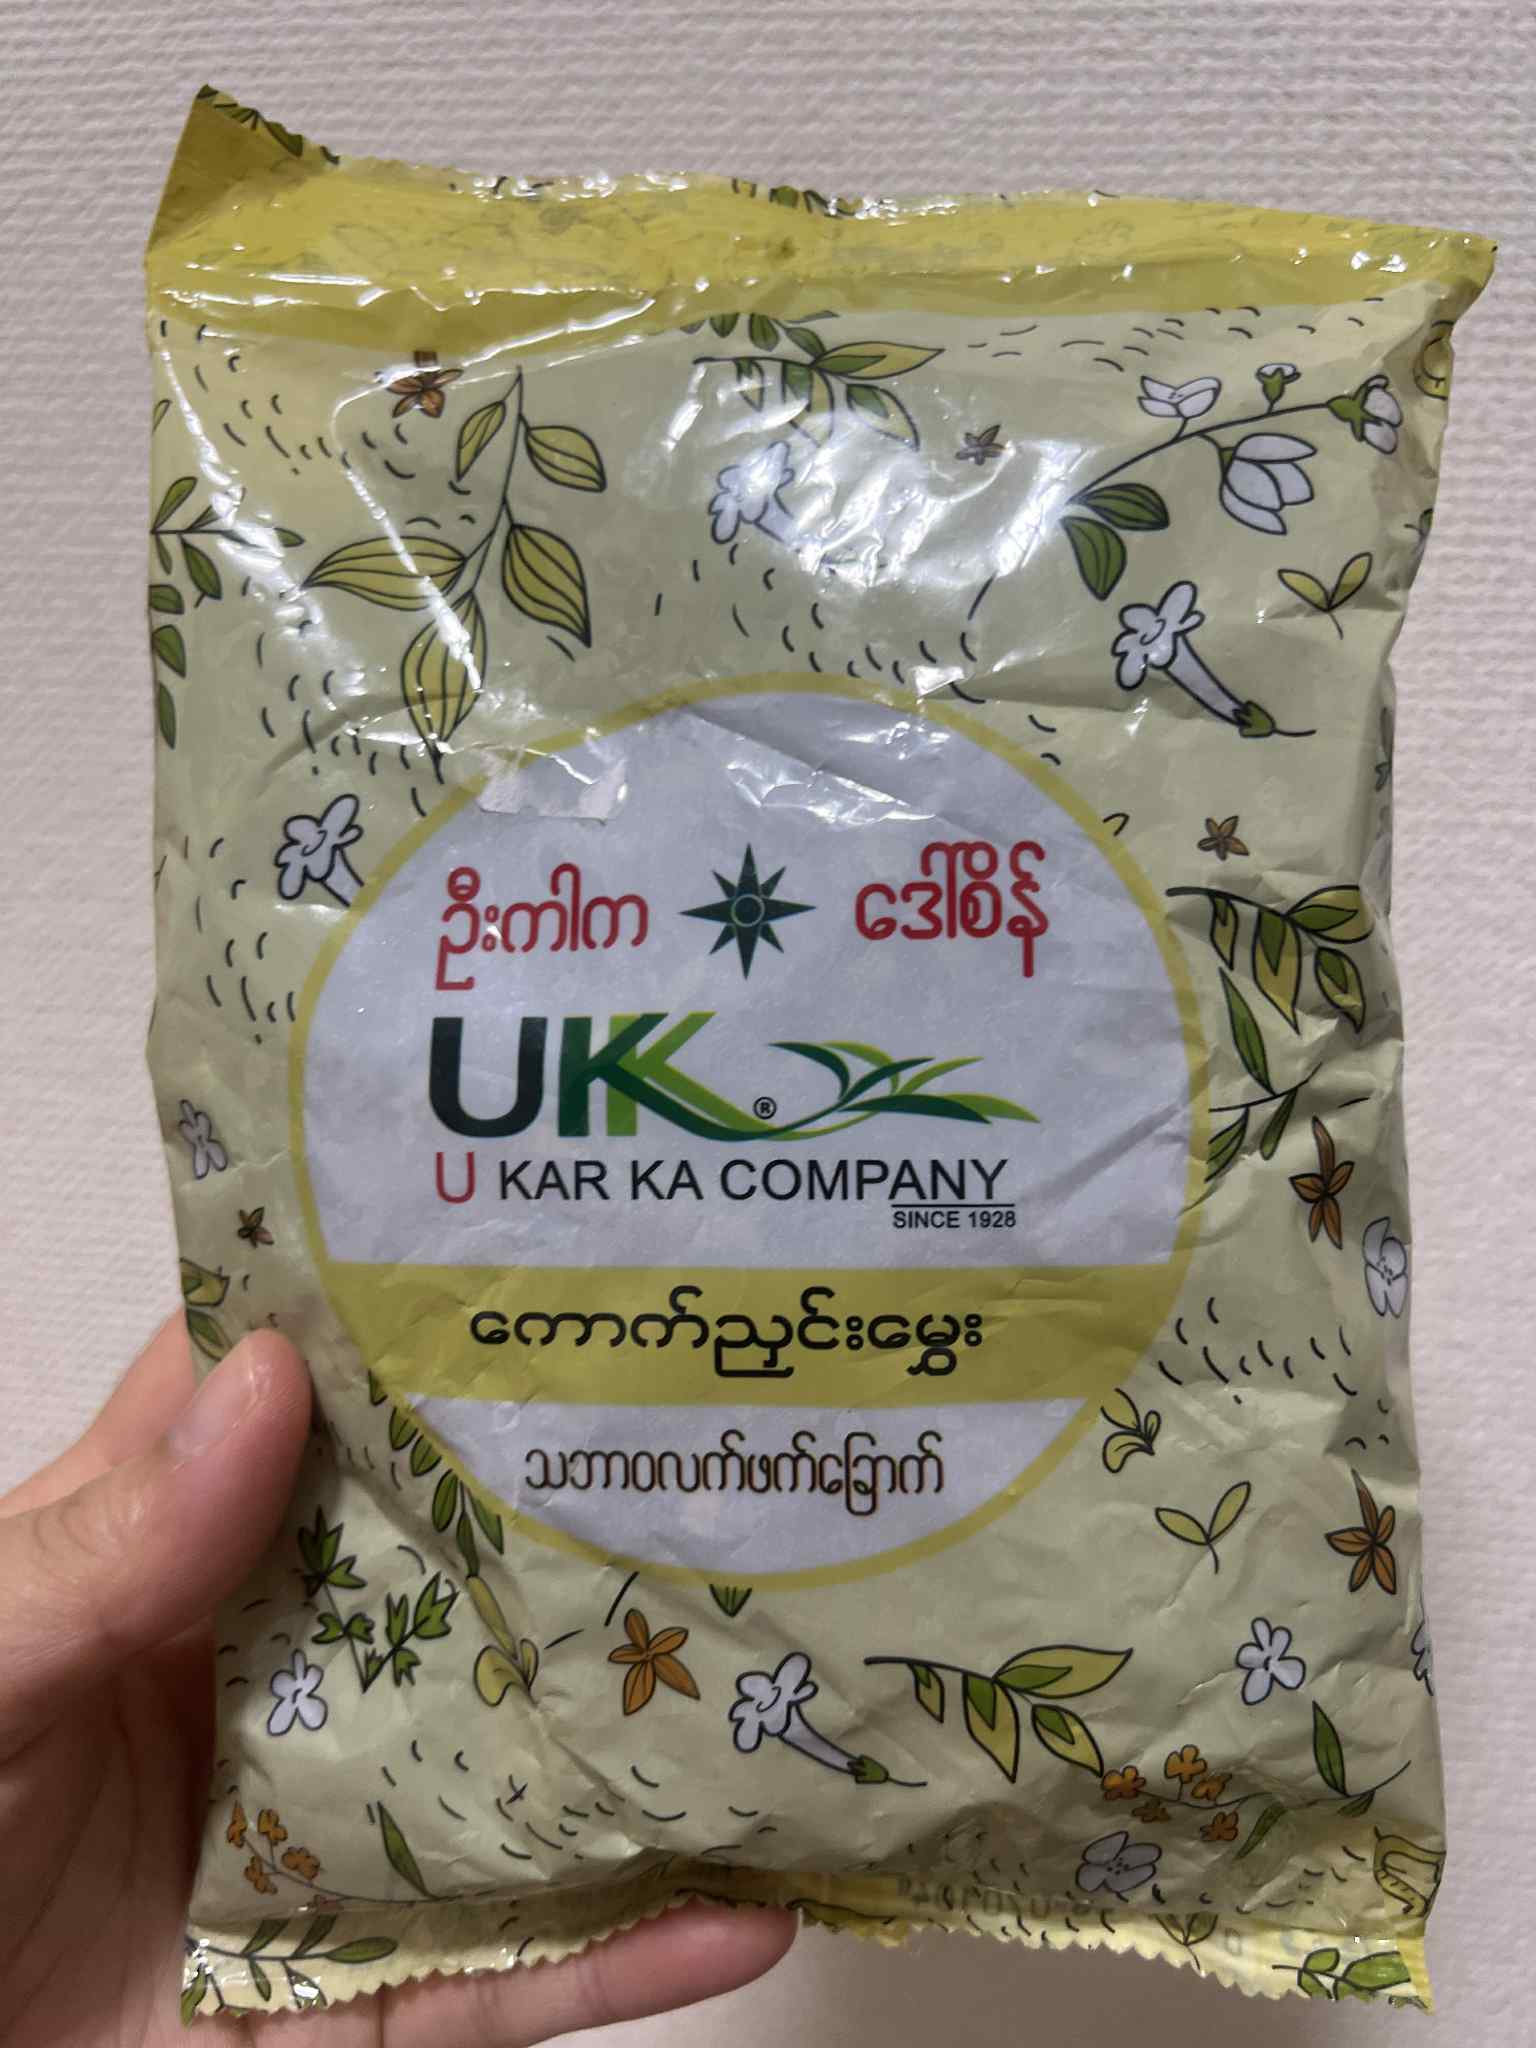 ဦးကါက ဒေါ်စိန်
UKK ®
U KAR KA COMPANY
SINCE 1928
ကောက်ညှင်းမွှေး
သဘာဝလက်ဖက်ခြောက်